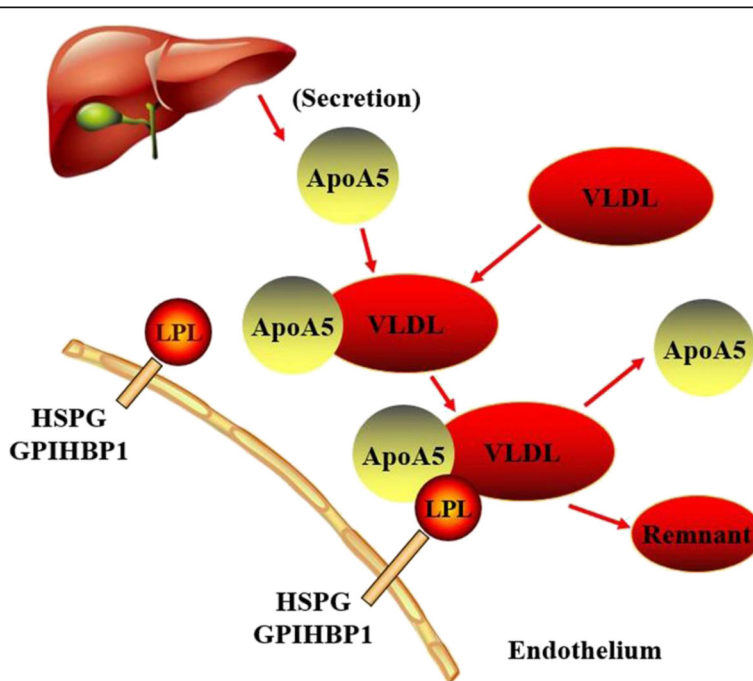 (Secretion)
ApoA5
VLDL
ApoA5
VLDL
LPL
ApoA5
HSPG
GPIHBP1
ApoA5
VLDL
LPL
Remnant
HSPG
GPIHBP1
Endothelium